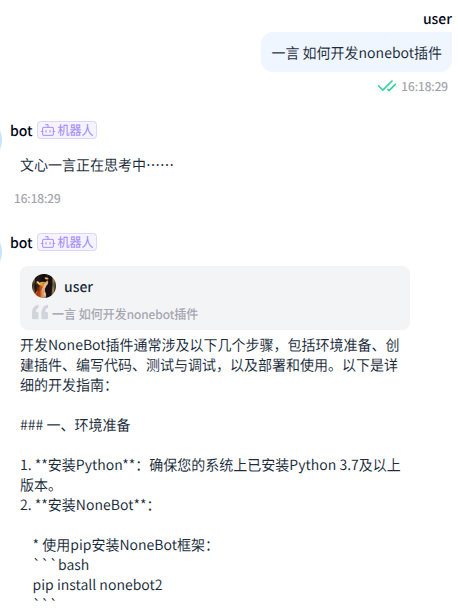 user
一言 如何开发nonebot插件
16:18:29
bot 机器人
文心一言正在思考中……
16:18:29
bot 机器人
user
一言 如何开发nonebot插件
开发NoneBot插件通常涉及以下几个步骤，包括环境准备、创
建插件、编写代码、测试与调试，以及部署和使用。以下是详
细的开发指南：
### 一、环境准备
1. **安装Python**：确保您的系统上已安装Python 3.7及以上
版本。
2. **安装NoneBot**：
* 使用pip安装NoneBot框架：
```bash
pip install nonebot2
```